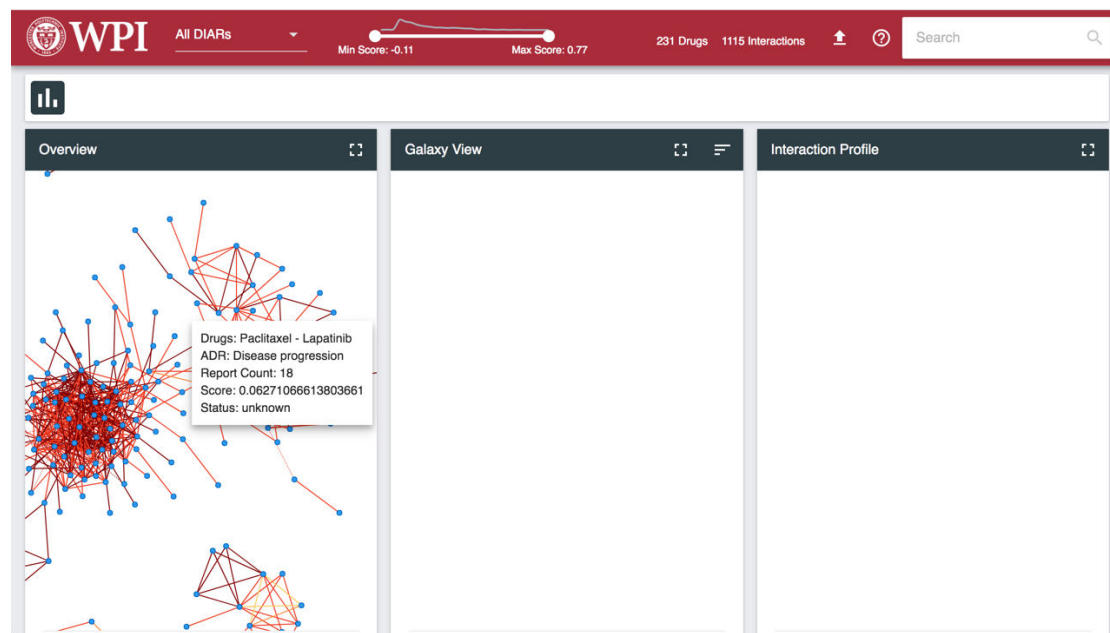 WPI
All DIARs
Min Score: -0.11
Max Score: 0.77
231 Drugs
1115 Interactions
Search
Overview
Galaxy View
Interaction Profile
Drugs: Paclitaxel - Lapatinib
ADR: Disease progression
Report Count: 18
Score: 0.06271066613803661
Status: unknown